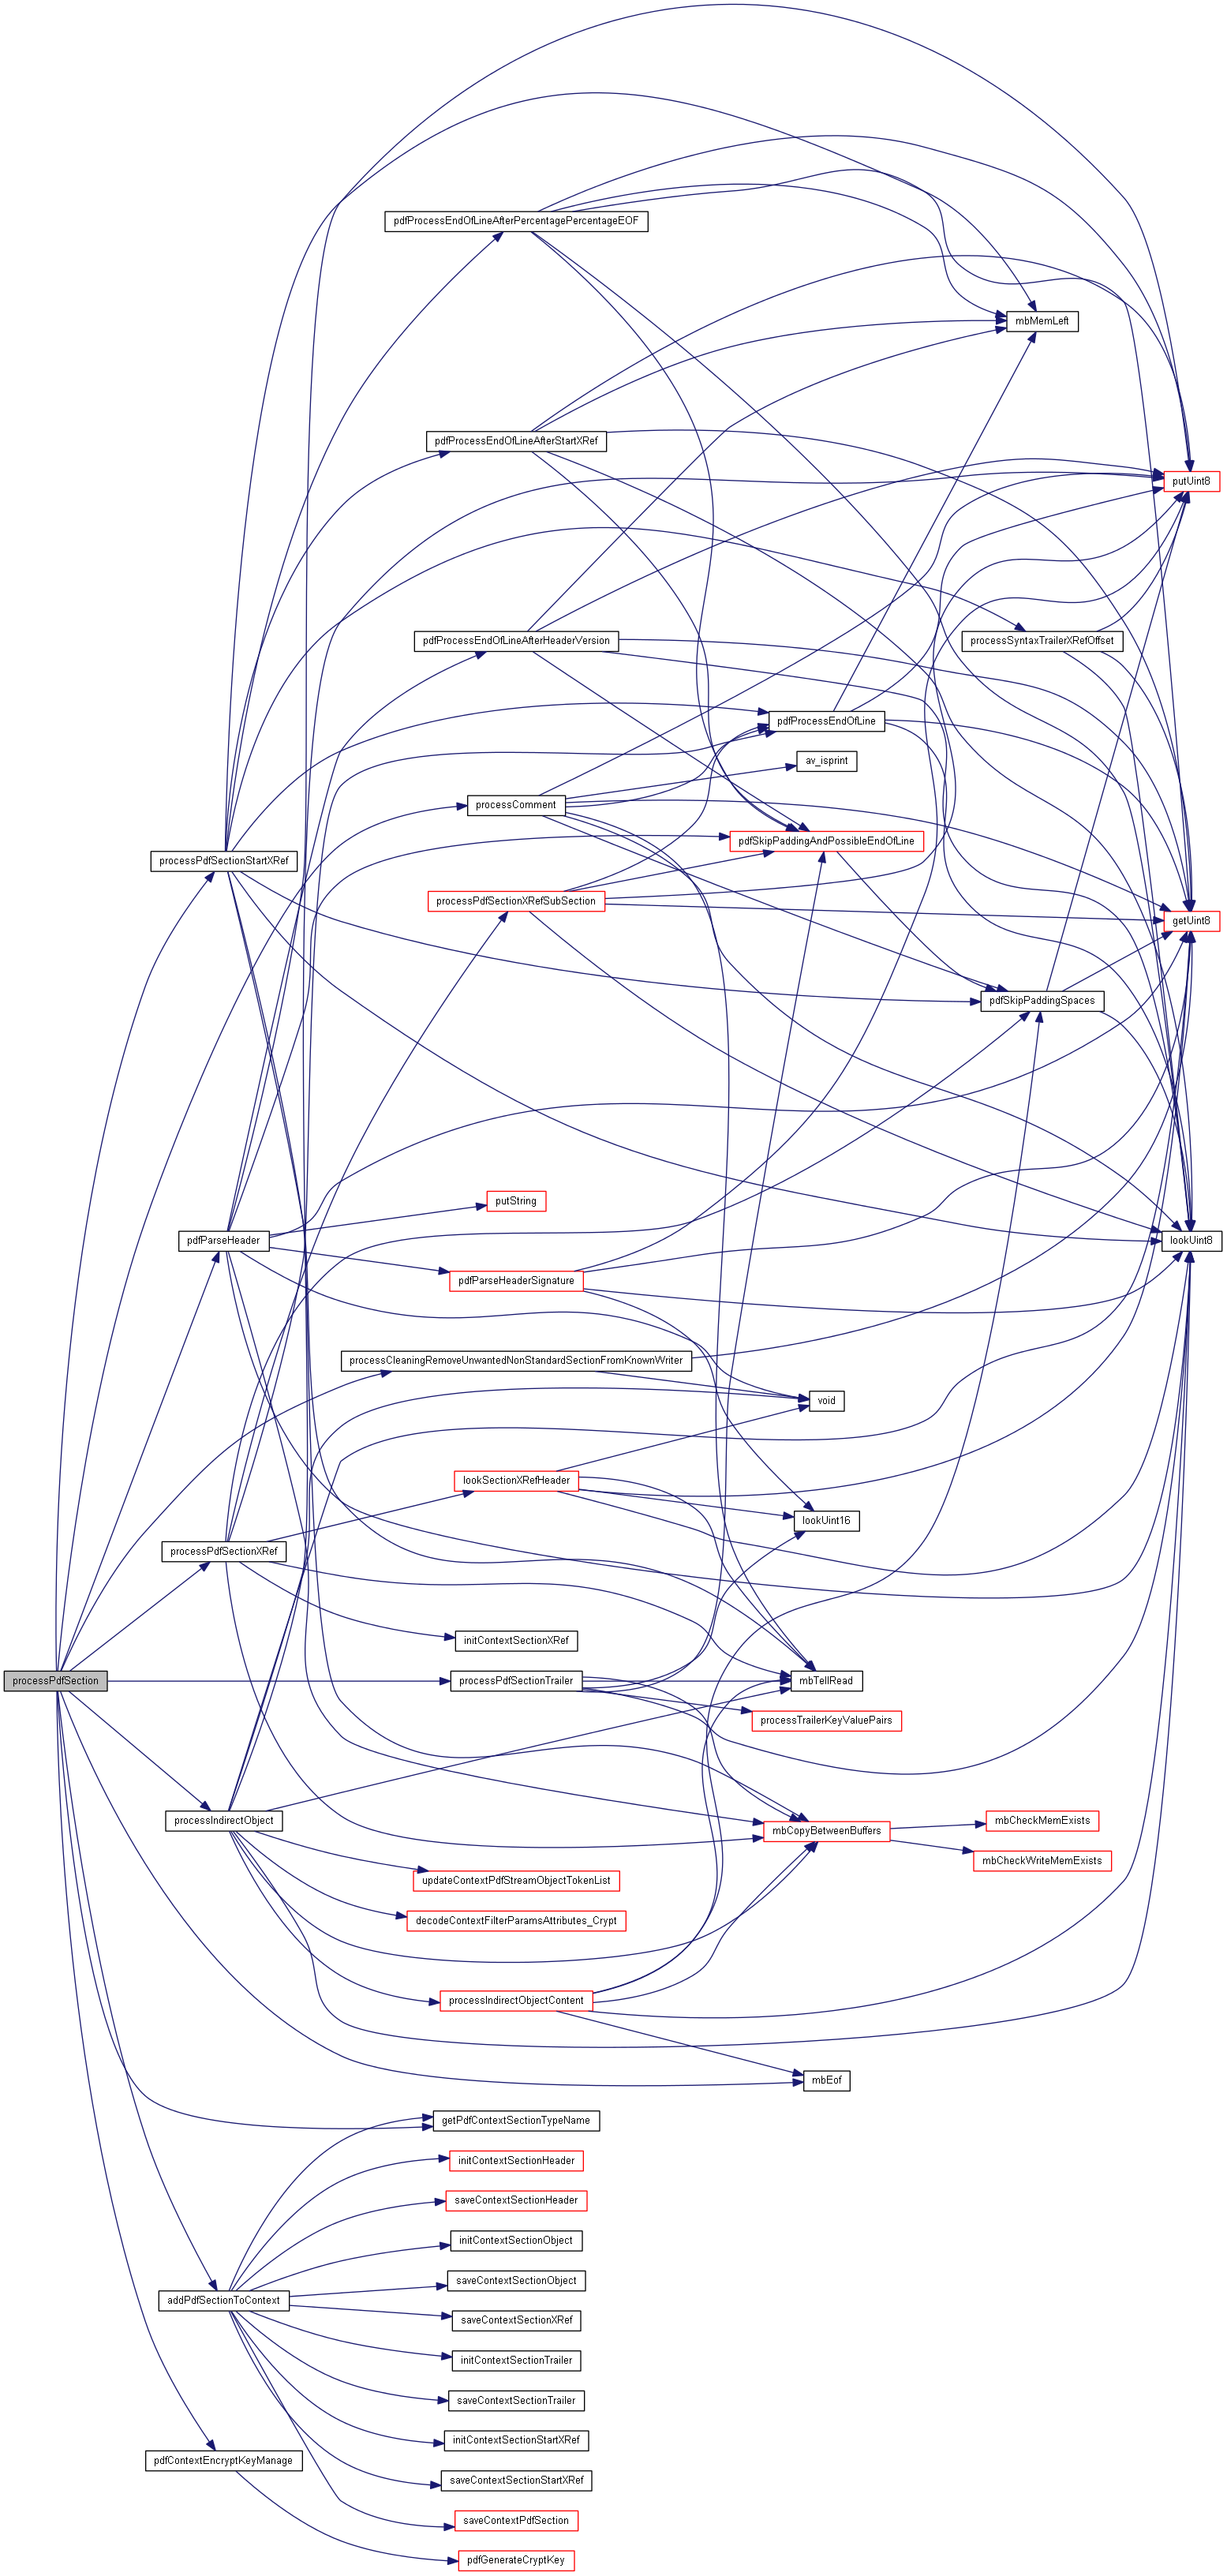 pdfProcessEndOfLineAfterPercentagePercentageEOF
mbMemLeft
pdfProcessEndOfLineAfterStartXRef
putUint8
pdfProcessEndOfLineAfterHeaderVersion
processSyntaxTrailerXRefOffset
pdfProcessEndOfLine
av_isprint
processComment
pdfSkipPaddingAndPossibleEndOfLine
processPdfSectionStartXRef
processPdfSectionXRefSubSection
getUint8
pdfSkipPaddingSpaces
putString
pdfParseHeader
lookUint8
pdfParseHeaderSignature
processCleaningRemoveUnwantedNonStandardSectionFromKnownWriter
void
lookSectionXRefHeader
lookUint16
processPdfSectionXRef
initContextSectionXRef
processPdfSection
processPdfSectionTrailer
mbTellRead
processTrailerKeyValuePairs
processIndirectObject
mbCopyBetweenBuffers
mbCheckMemExists
mbCheckWriteMemExists
updateContextPdfStreamObjectTokenList
decodeContextFilterParamsAttributes_Crypt
processIndirectObjectContent
mbEof
getPdfContextSectionTypeName
initContextSectionHeader
saveContextSectionHeader
initContextSectionObject
saveContextSectionObject
addPdfSectionToContext
saveContextSectionXRef
initContextSectionTrailer
saveContextSectionTrailer
initContextSectionStartXRef
pdfContextEncryptKeyManage
saveContextSectionStartXRef
saveContextPdfSection
pdfGenerateCryptKey